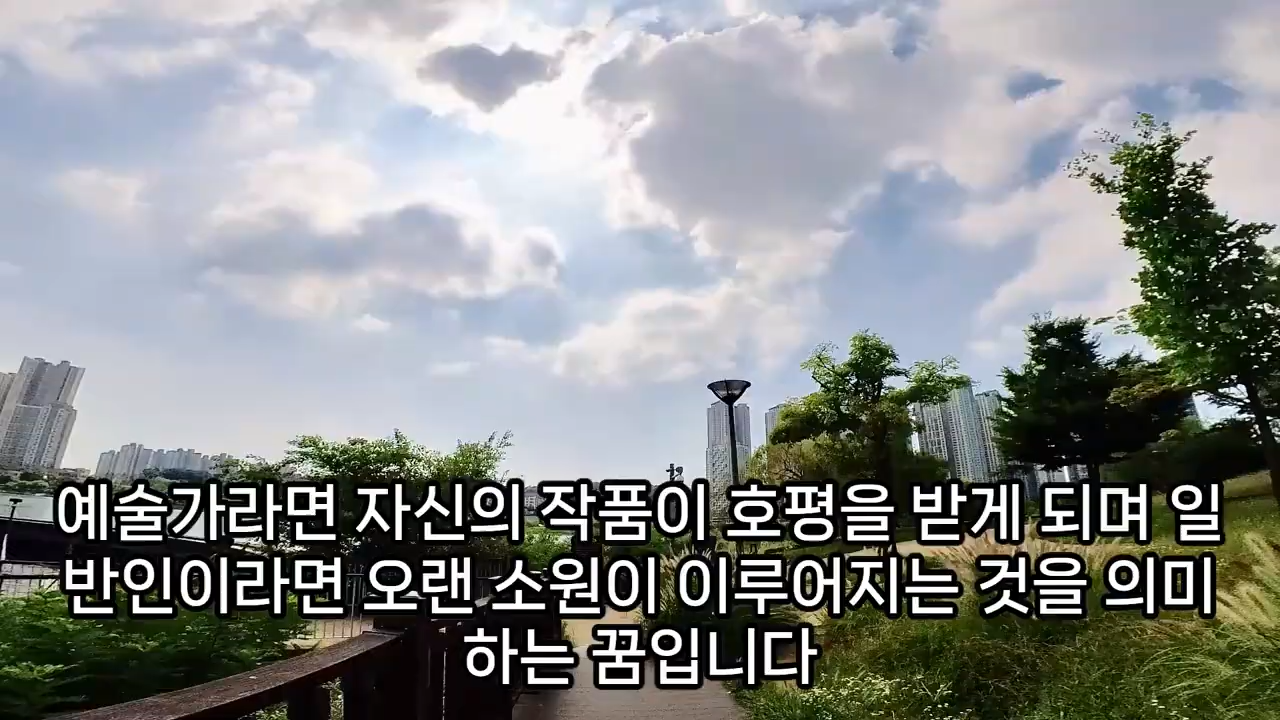 예술가라면 자신의 작품이 호평을 받게 되며 일
반인이라면 오랜 소원이 이루어지는 것을 의미
하는 꿈입니다